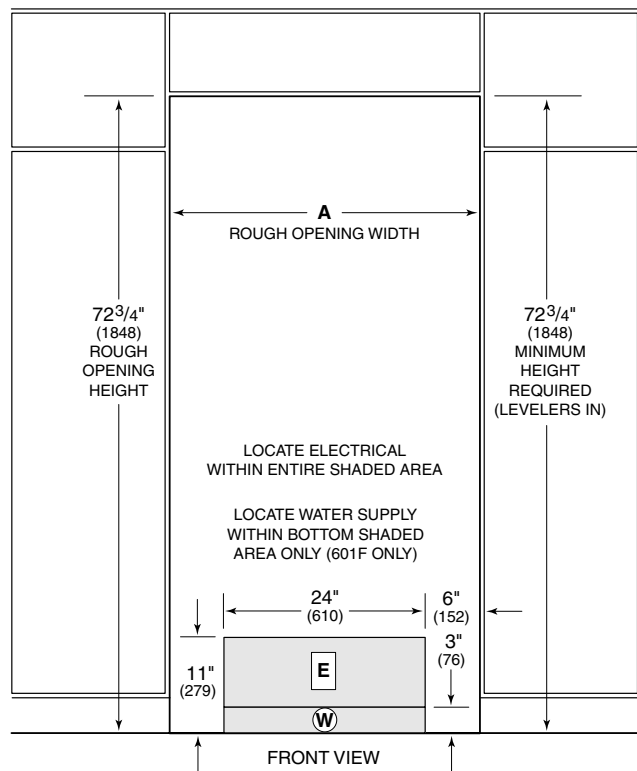 A
ROUGH OPENING WIDTH
72 3/4"
(1848)
ROUGH
OPENING
HEIGHT
72 3/4"
(1848)
MINIMUM
HEIGHT
REQUIRED
(LEVELERS IN)
LOCATE ELECTRICAL
WITHIN ENTIRE SHADED AREA
LOCATE WATER SUPPLY
WITHIN BOTTOM SHADED
AREA ONLY (601F ONLY)
24"
(610)
6"
(152)
3"
(76)
11"
(279)
E
W
FRONT VIEW